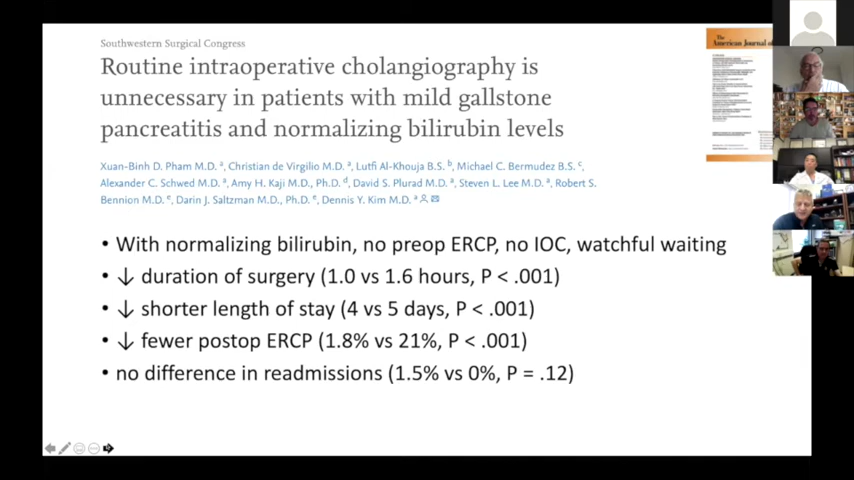 Southwestern Surgical Congress
Routine intraoperative cholangiography is
unnecessary in patients with mild gallstone
pancreatitis and normalizing bilirubin levels
Xuan-Binh D. Pham M.D. a, Christian de Virgilio M.D. a, Lutfi Al-Khouja B.S. b, Michael C. Bermudez B.S. c,
Alexander C. Schwed M.D. a, Amy H. Kaji M.D., Ph.D. d, David S. Plurad M.D. a, Steven L. Lee M.D. a, Robert S.
Bennion M.D. e, Darin J. Saltzman M.D., Ph.D. e, Dennis Y. Kim M.D. a
• With normalizing bilirubin, no preop ERCP, no IOC, watchful waiting
• ↓ duration of surgery (1.0 vs 1.6 hours, P < .001)
• ↓ shorter length of stay (4 vs 5 days, P < .001)
• ↓ fewer postop ERCP (1.8% vs 21%, P < .001)
• no difference in readmissions (1.5% vs 0%, P = .12)
The
American Journal of